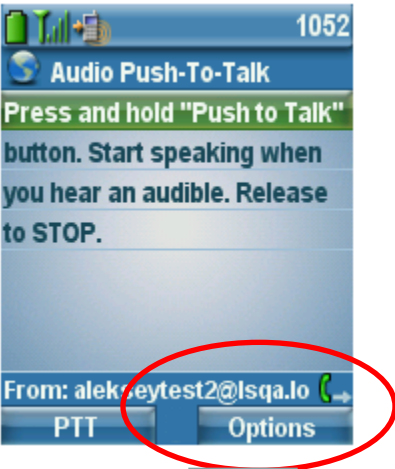 1052
Audio Push-To-Talk
Press and hold "Push to Talk"
button. Start speaking when
you hear an audible. Release
to STOP.
From: alekseytest2@lsqa.lo
PTT Options